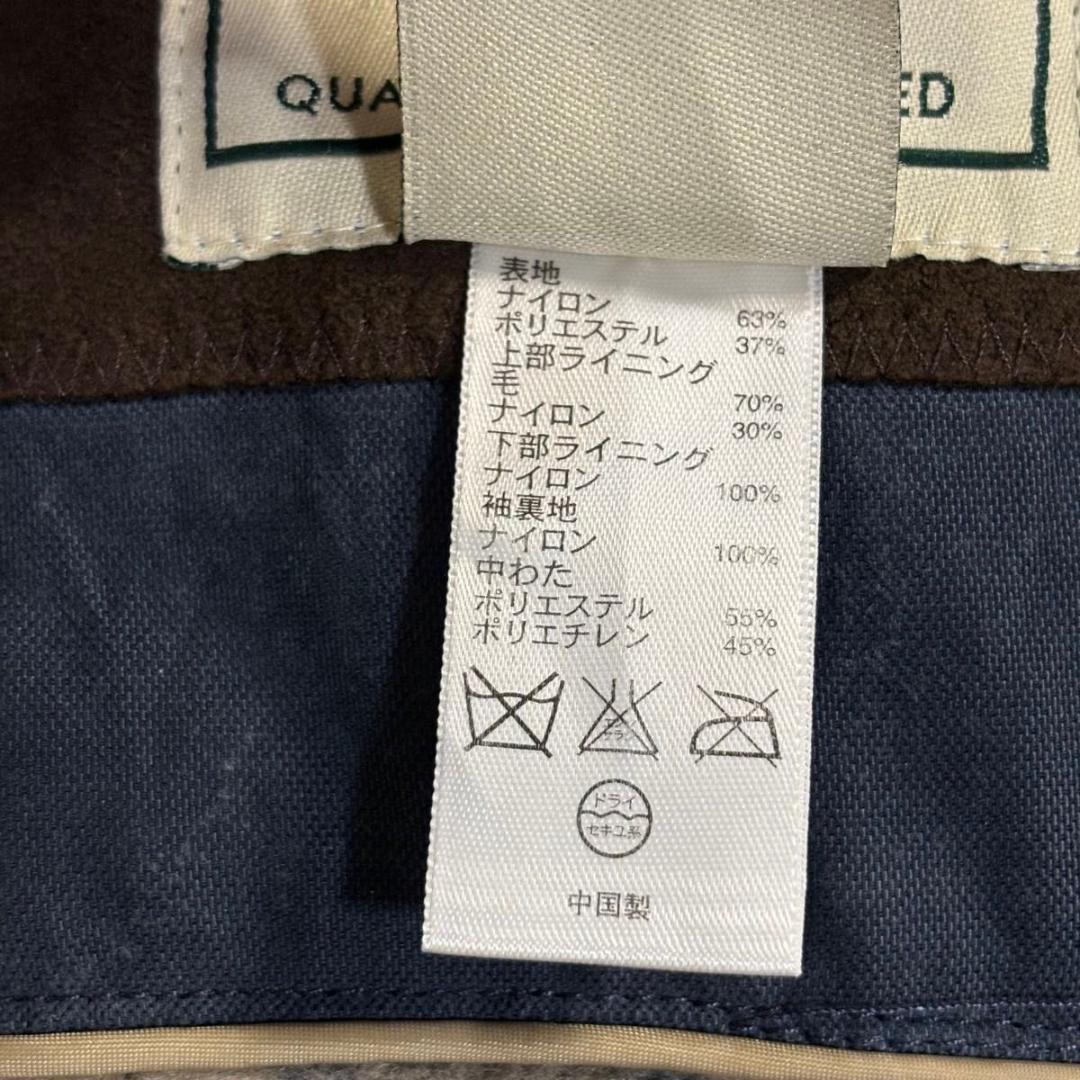 QUA
ED
表地
ナイロン 63%
ポリエステル 37%
上部ライニング
毛 70%
ナイロン 30%
下部ライニング
ナイロン 100%
袖裏地
ナイロン 100%
中わた
ポリエステル 55%
ポリエチレン 45%
ドライ
セキユ系
中国製